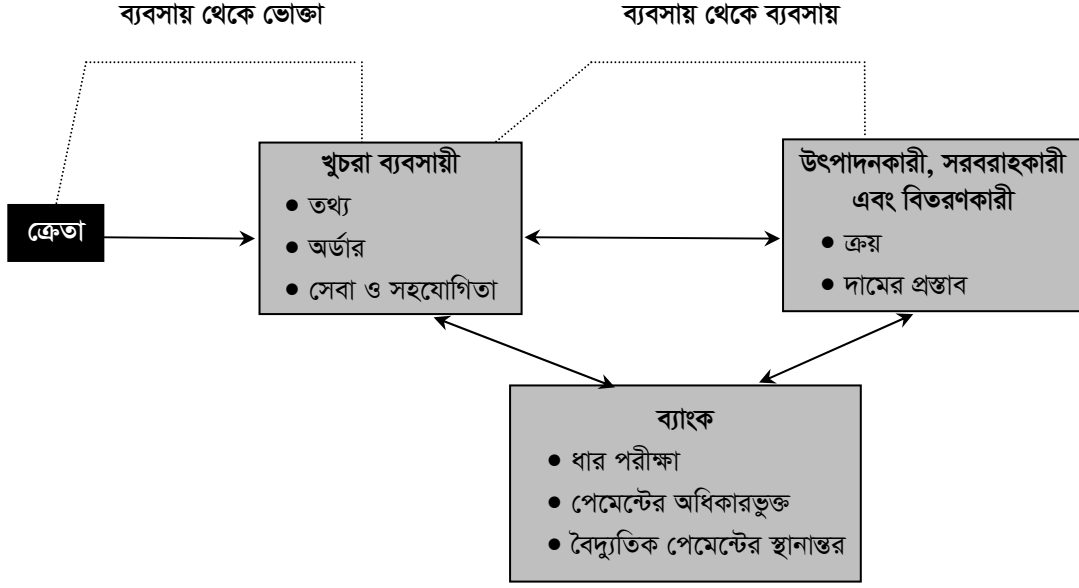 ব্যবসায় থেকে ভোক্তা
ব্যবসায় থেকে ব্যবসায়
ক্রেতা
খুচরা ব্যবসায়ী
● তথ্য
● অর্ডার
● সেবা ও সহযোগিতা
উৎপাদনকারী, সরবরাহকারী
এবং বিতরণকারী
● ক্রয়
● দামের প্রস্তাব
ব্যাংক
● ধার পরীক্ষা
● পেমেন্টের অধিকারভুক্ত
● বৈদ্যুতিক পেমেন্টের স্থানান্তর